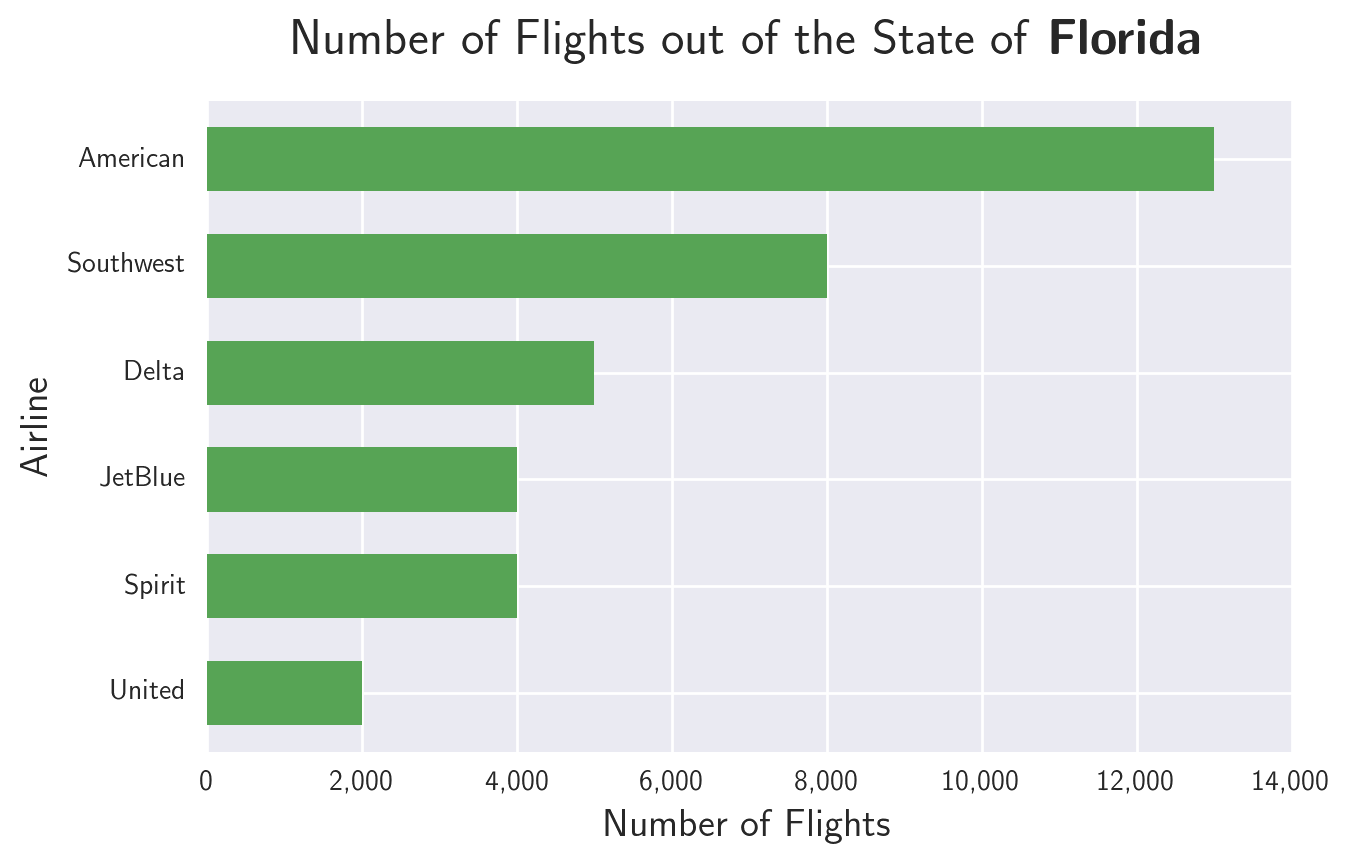 Number of Flights out of the State of Florida
American
Southwest
Delta
JetBlue
Spirit
United
Airline
0 2,000 4,000 6,000 8,000 10,000 12,000 14,000
Number of Flights